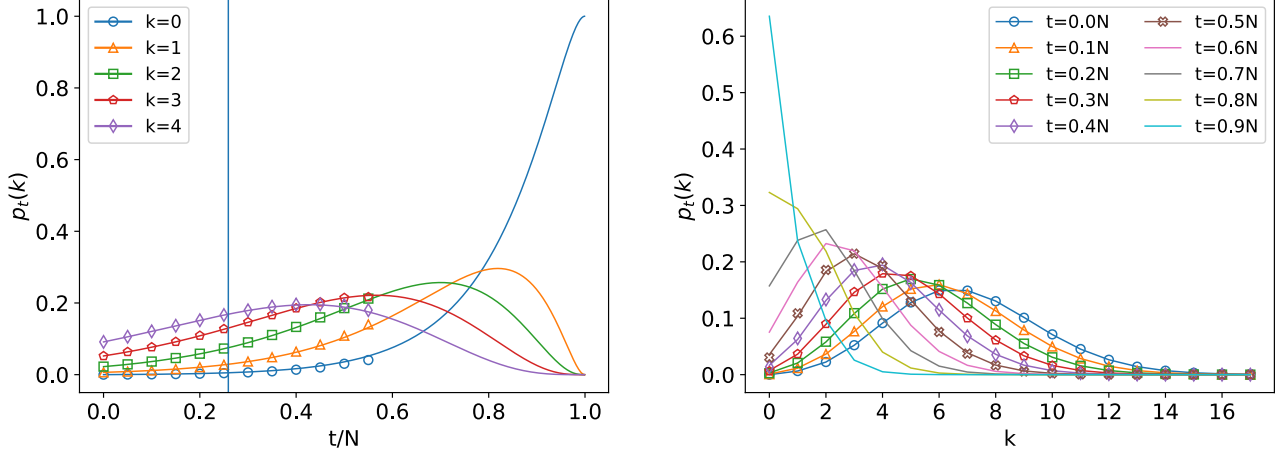 1.0
0.8
0.6
0.4
0.2
0.0
p_t(k)
k=0
k=1
k=2
k=3
k=4
0.0 0.2 0.4 0.6 0.8 1.0
t/N
0.6
0.5
0.4
0.3
0.2
0.1
0.0
p_t(k)
t=0.0N t=0.5N
t=0.1N t=0.6N
t=0.2N t=0.7N
t=0.3N t=0.8N
t=0.4N t=0.9N
0 2 4 6 8 10 12 14 16
k